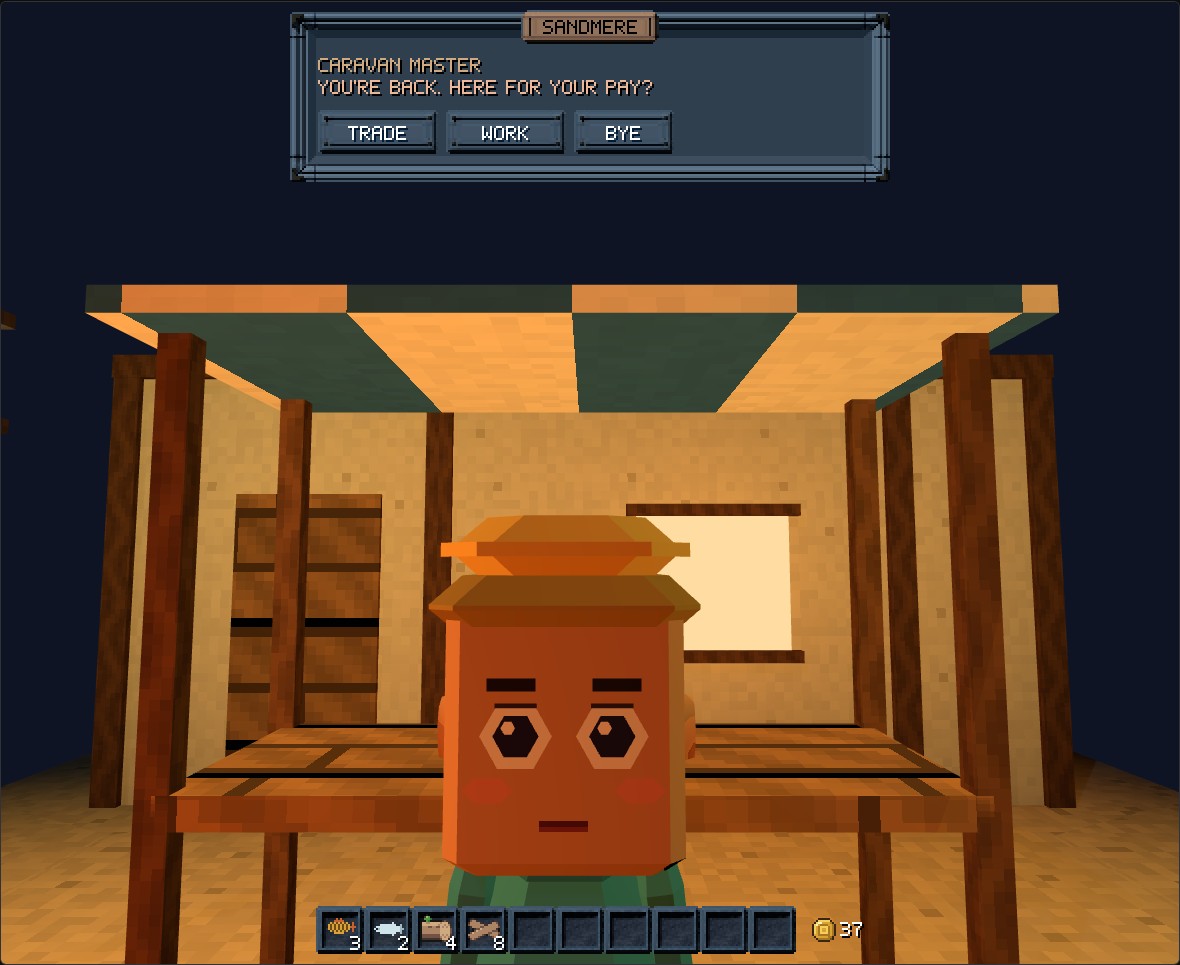 SANDMERE
CARAVAN MASTER
YOU'RE BACK. HERE FOR YOUR PAY?
TRADE WORK BYE
3 2 4 8 37